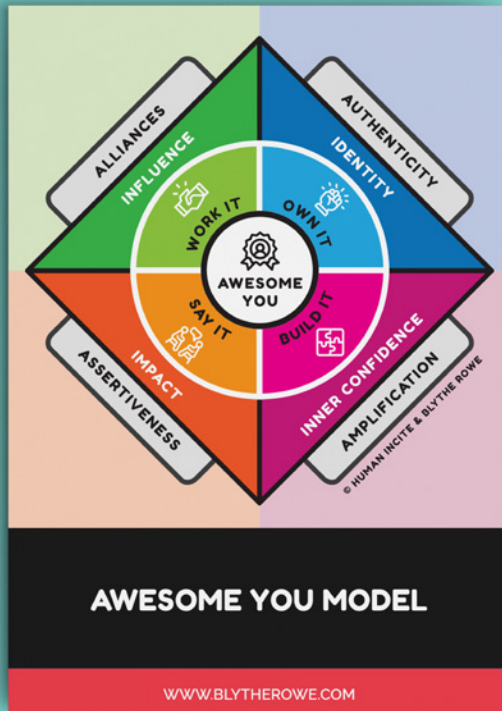 ALLIANCES
AUTHENTICITY
INFLUENCE
IDENTITY
WORK IT
OWN IT
AWESOME
YOU
SAY IT
BUILD IT
IMPACT
INNER CONFIDENCE
ASSERTIVENESS
AMPLIFICATION
© HUMAN INCITE & BLYTHE ROWE
AWESOME YOU MODEL
WWW.BLYTHEROWE.COM